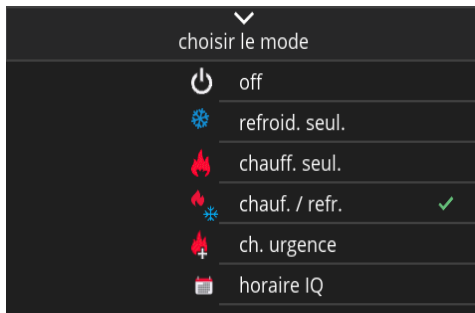 choisir le mode
off
refroid. seul.
chauff. seul.
chauf. / refr.
ch. urgence
horaire IQ